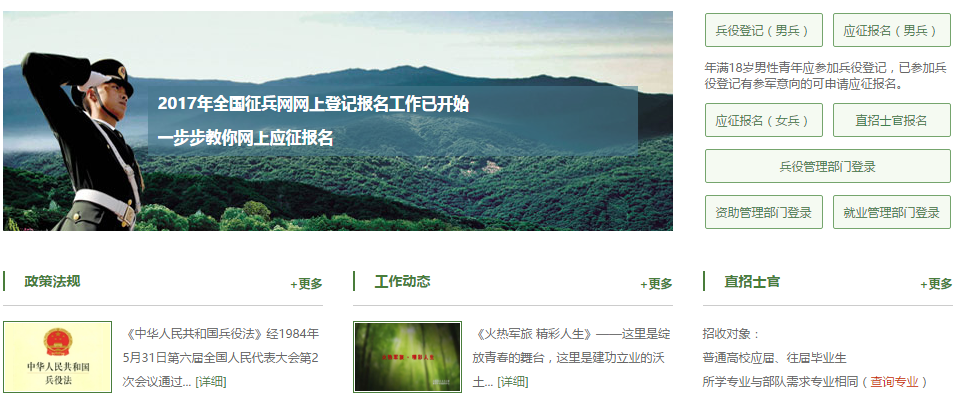 2017年全国征兵网网上登记报名工作已开始
一步步教你网上应征报名
兵役登记（男兵）
应征报名（男兵）
年满18岁男性青年应参加兵役登记，已参加兵
役登记有参军意向的可申请应征报名。
应征报名（女兵）
直招士官报名
兵役管理部门登录
资助管理部门登录
就业管理部门登录
政策法规
+更多
中华人民共和国
兵役法
《中华人民共和国兵役法》经1984年
5月31日第六届全国人民代表大会第2
次会议通过... [详细]
工作动态
+更多
火热军旅·精彩人生
《火热军旅 精彩人生》——这里是绽
放青春的舞台，这里是建功立业的沃
土... [详细]
直招士官
+更多
招收对象：
普通高校应届、往届毕业生
所学专业与部队需求专业相同（查询专业）